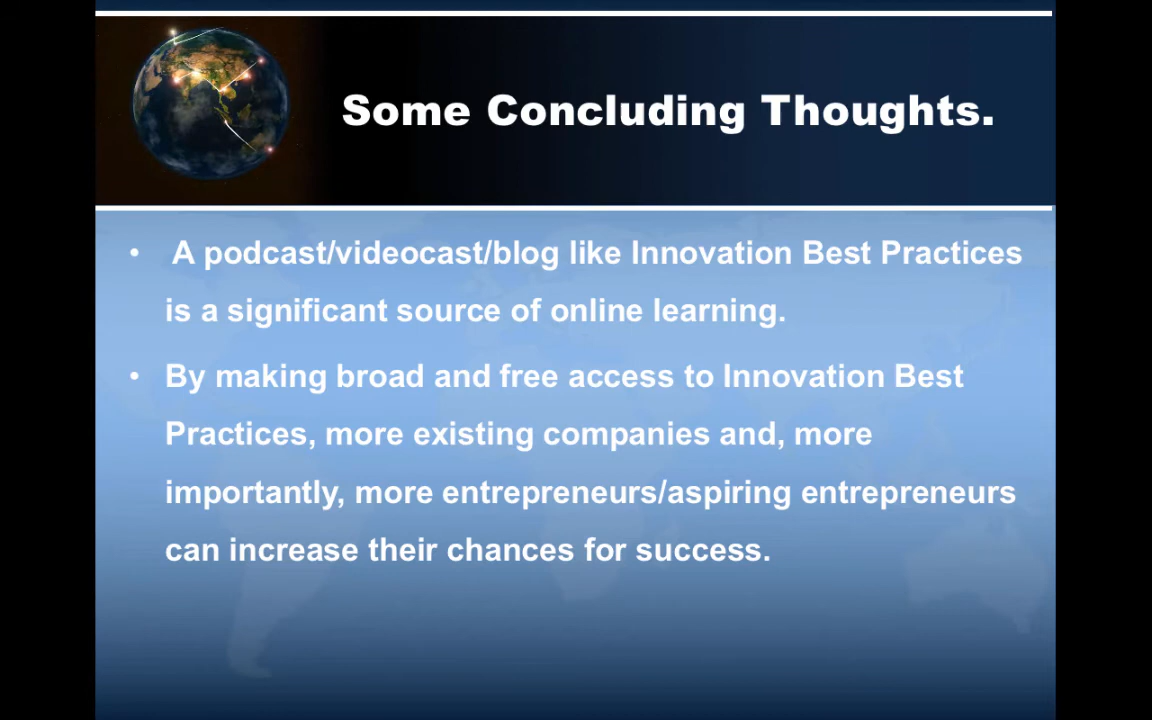 Some Concluding Thoughts.
• A podcast/videocast/blog like Innovation Best Practices
is a significant source of online learning.
• By making broad and free access to Innovation Best
Practices, more existing companies and, more
importantly, more entrepreneurs/aspiring entrepreneurs
can increase their chances for success.